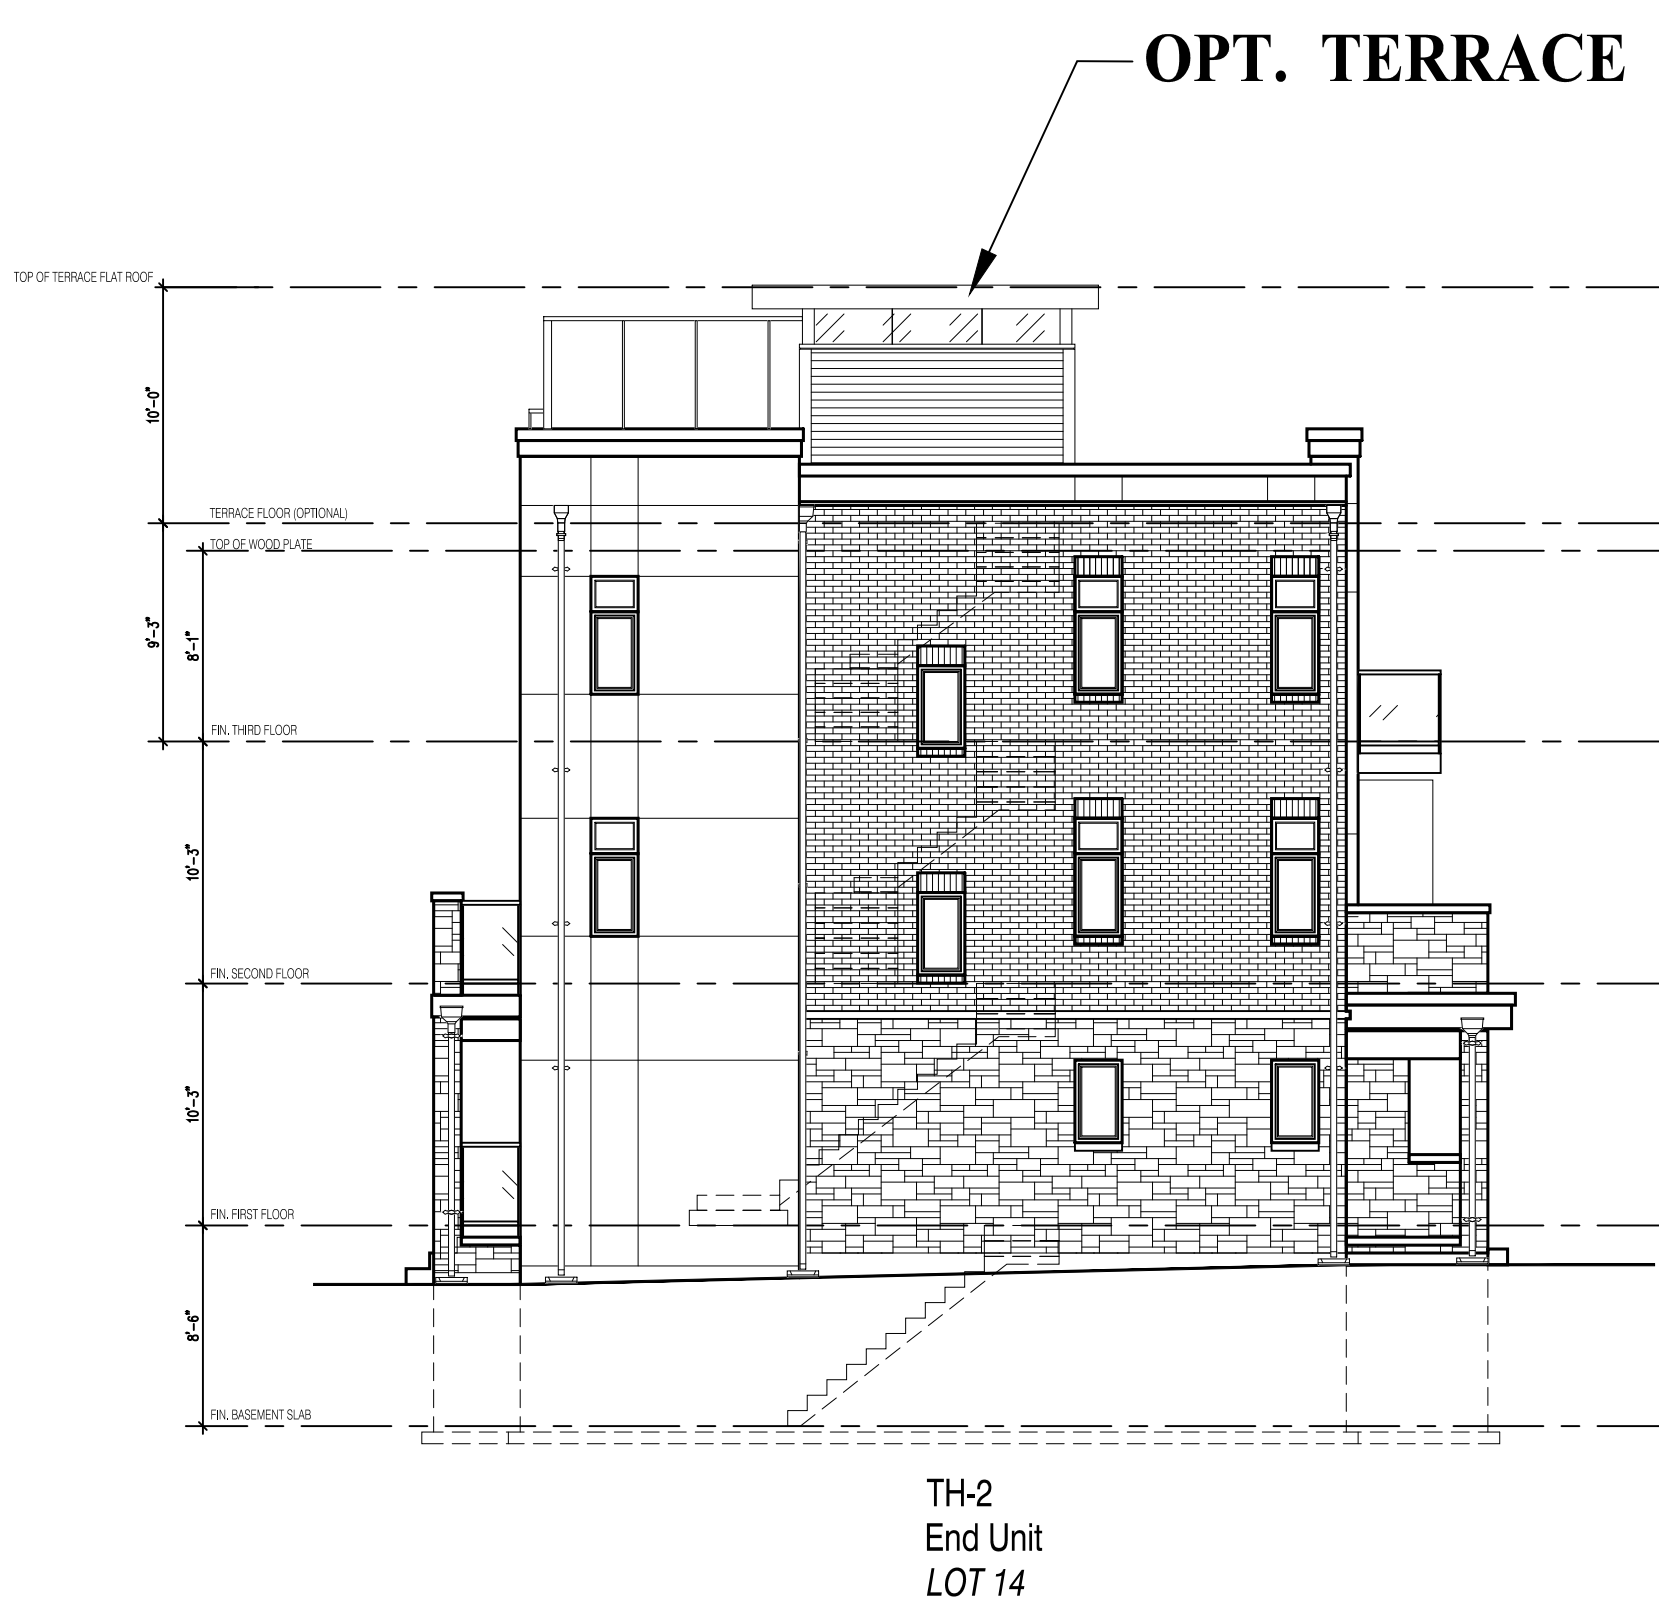 OPT. TERRACE
TOP OF TERRACE FLAT ROOF
10'-0"
TERRACE FLOOR (OPTIONAL)
TOP OF WOOD PLATE
9'-3"
8'-1"
FIN. THIRD FLOOR
10'-3"
FIN. SECOND FLOOR
10'-3"
FIN. FIRST FLOOR
8'-6"
FIN. BASEMENT SLAB
TH-2
End Unit
LOT 14